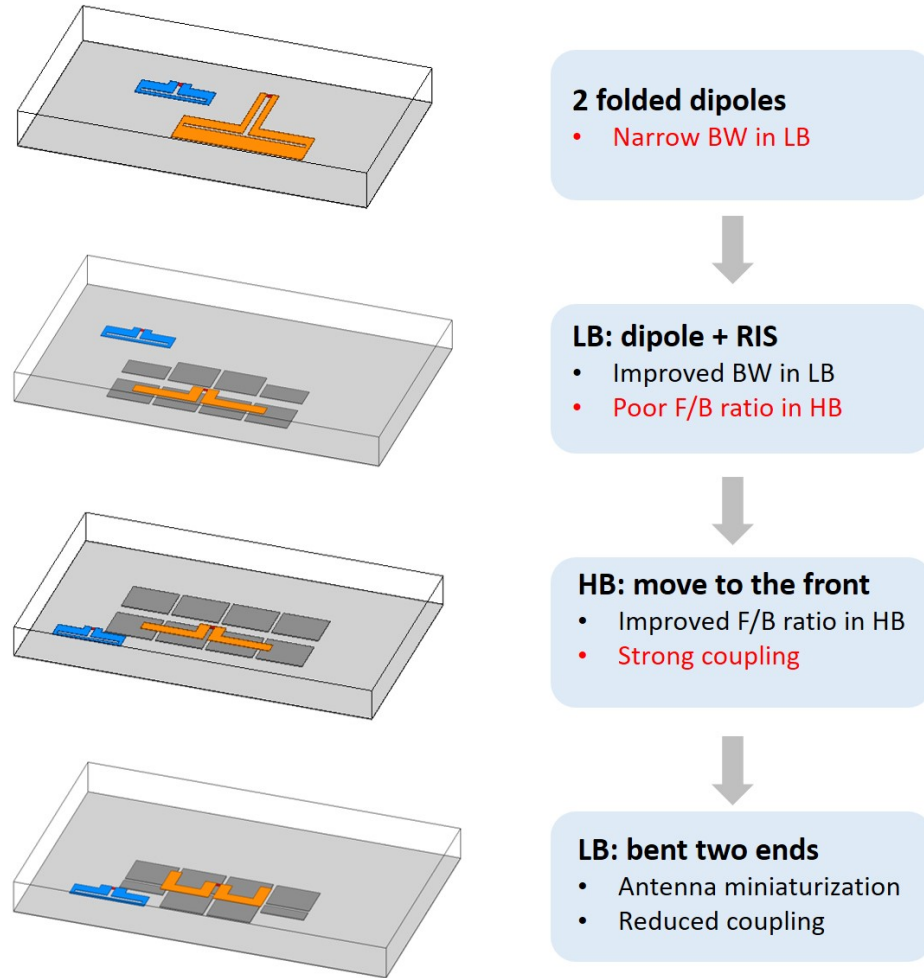 2 folded dipoles
• Narrow BW in LB
LB: dipole + RIS
• Improved BW in LB
• Poor F/B ratio in HB
HB: move to the front
• Improved F/B ratio in HB
• Strong coupling
LB: bent two ends
• Antenna miniaturization
• Reduced coupling